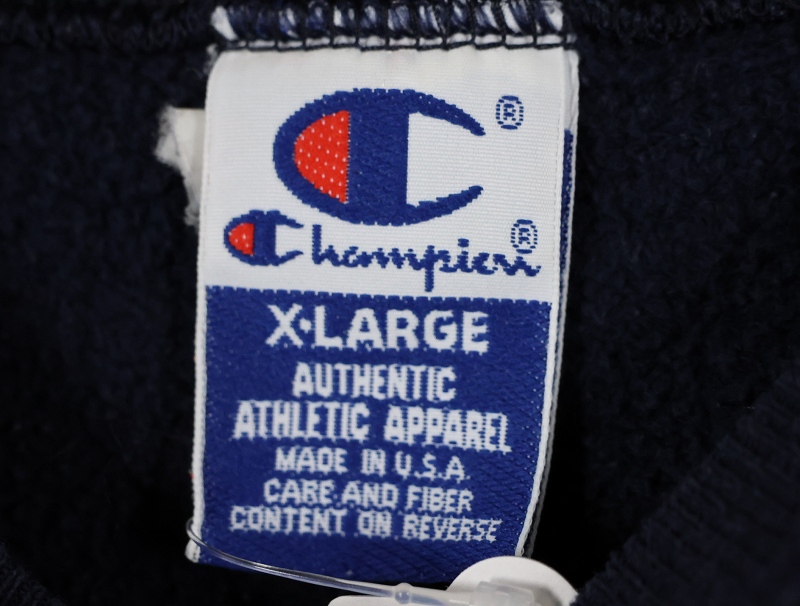 ®
Champion®
X·LARGE
AUTHENTIC
ATHLETIC APPAREL
MADE IN U.S.A.
CARE AND FIBER
CONTENT ON REVERSE